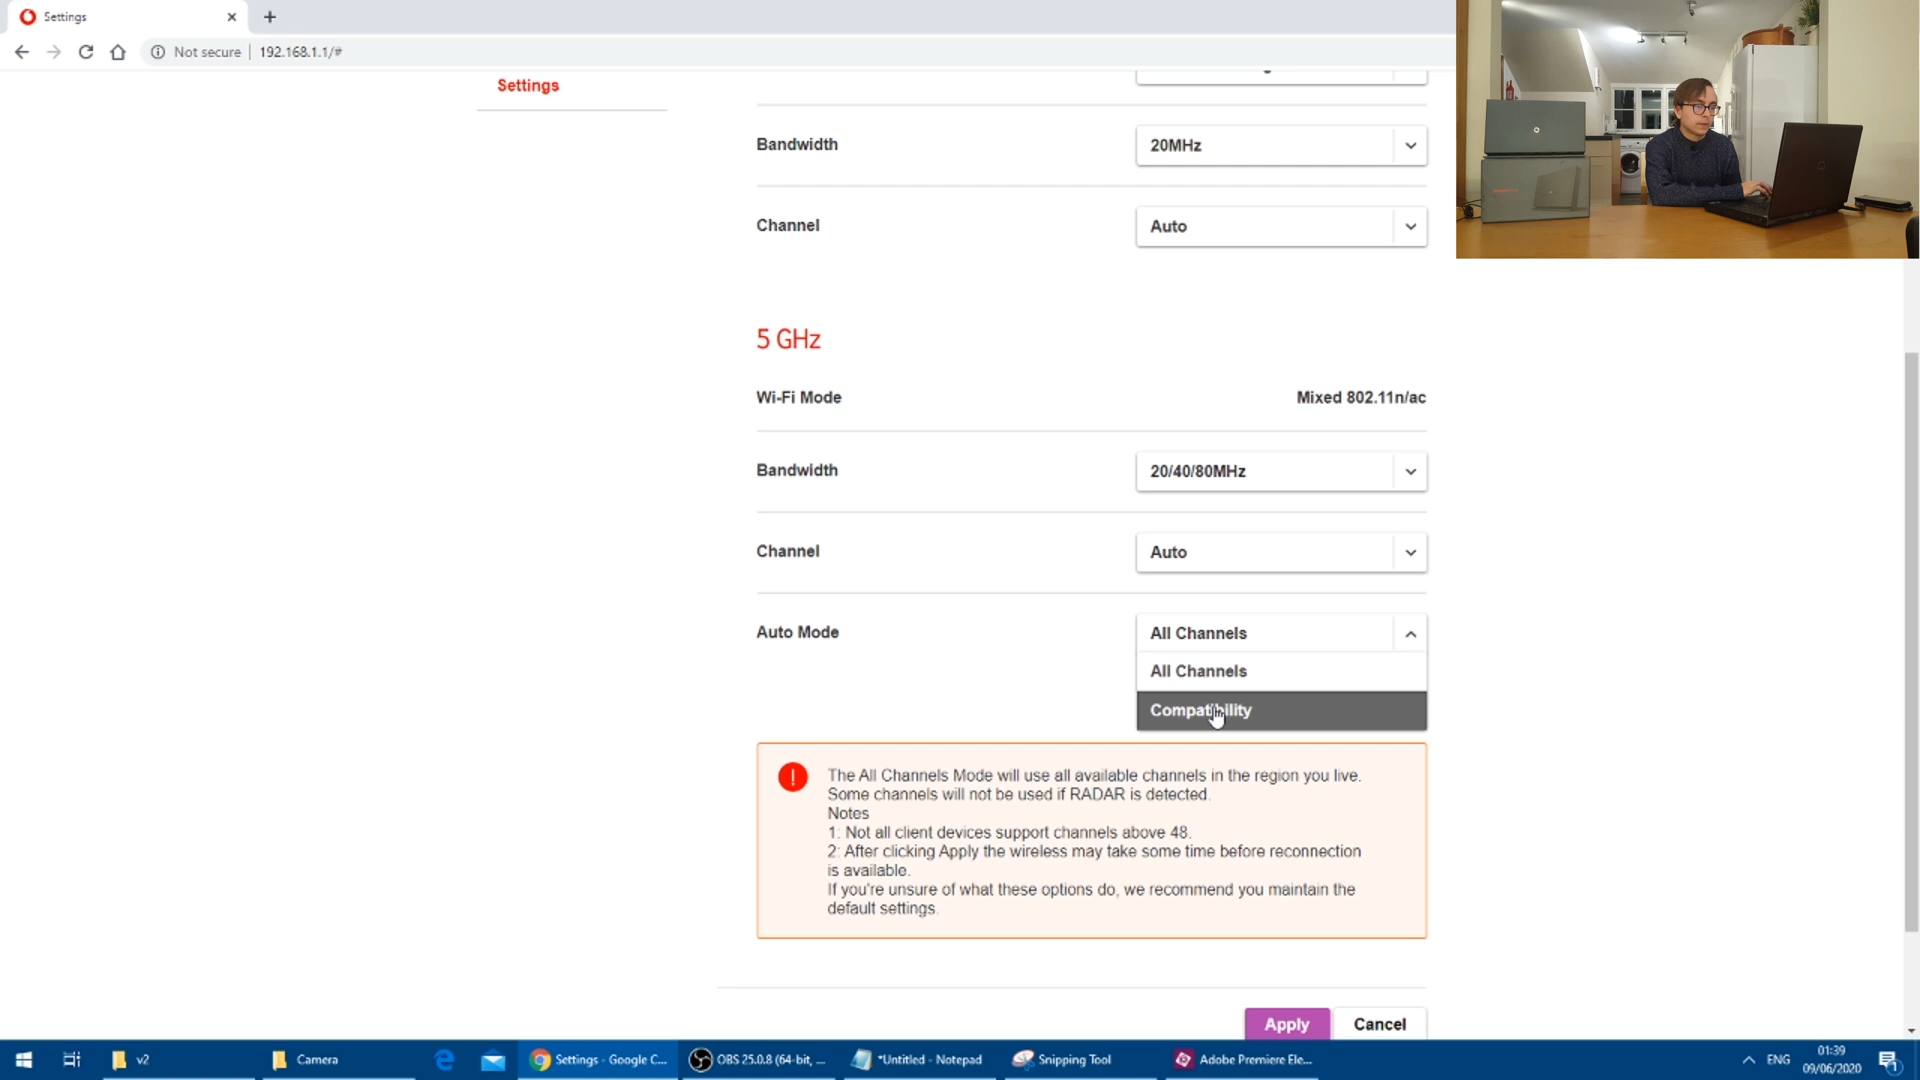 Settings
Not secure
192.168.1.1/#
Settings
Bandwidth
20MHz
Channel
Auto
5 GHz
Wi-Fi Mode
Mixed 802.11n/ac
Bandwidth
20/40/80MHz
Channel
Auto
Auto Mode
All Channels
All Channels
Compatibility
The All Channels Mode will use all available channels in the region you live.
Some channels will not be used if RADAR is detected.
Notes
1: Not all client devices support channels above 48.
2: After clicking Apply the wireless may take some time before reconnection
is available.
If you're unsure of what these options do, we recommend you maintain the
default settings.
Apply
Cancel
v2
Camera
Settings - Google C...
OBS 25.0.8 (64-bit, ...
*Untitled - Notepad
Snipping Tool
Adobe Premiere Ele...
ENG
01:39
09/06/2020
1